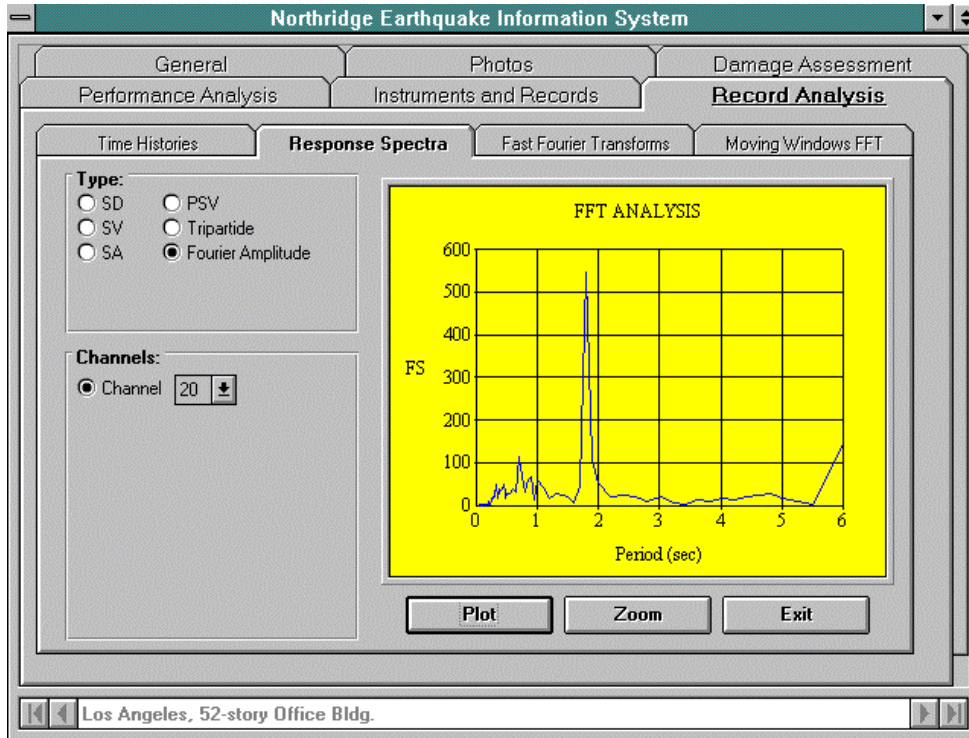 Northridge Earthquake Information System
General Photos Damage Assessment
Performance Analysis Instruments and Records Record Analysis
Time Histories Response Spectra Fast Fourier Transforms Moving Windows FFT
Type:
SD PSV
SV Tripartide
SA Fourier Amplitude
Channels:
Channel 20
FFT ANALYSIS
600
500
400
FS
300
200
100
0
0 1 2 3 4 5 6
Period (sec)
Plot Zoom Exit
Los Angeles, 52-story Office Bldg.